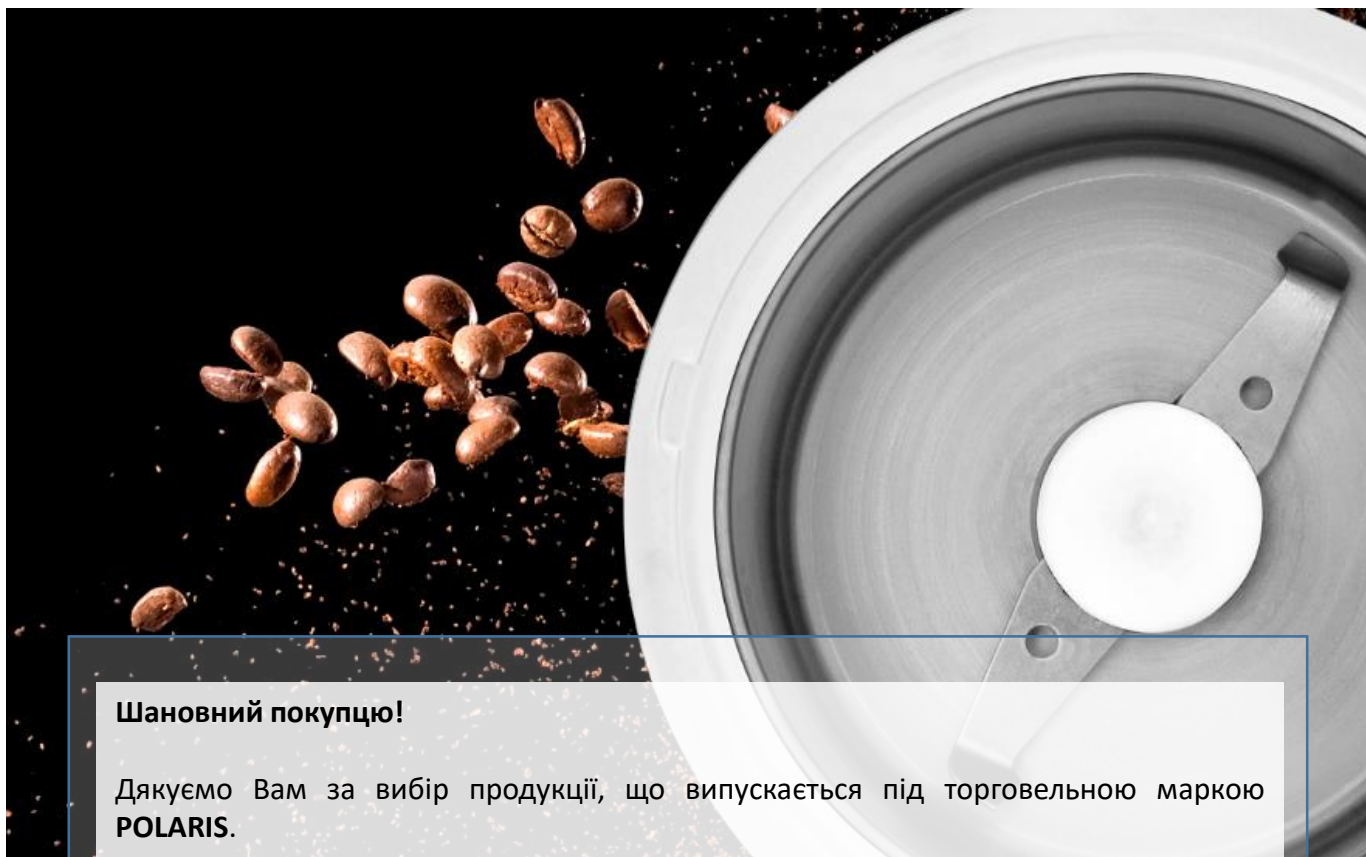 Шановний покупцю!
Дякуємо Вам за вибір продукції, що випускається під торговельною маркою
POLARIS.